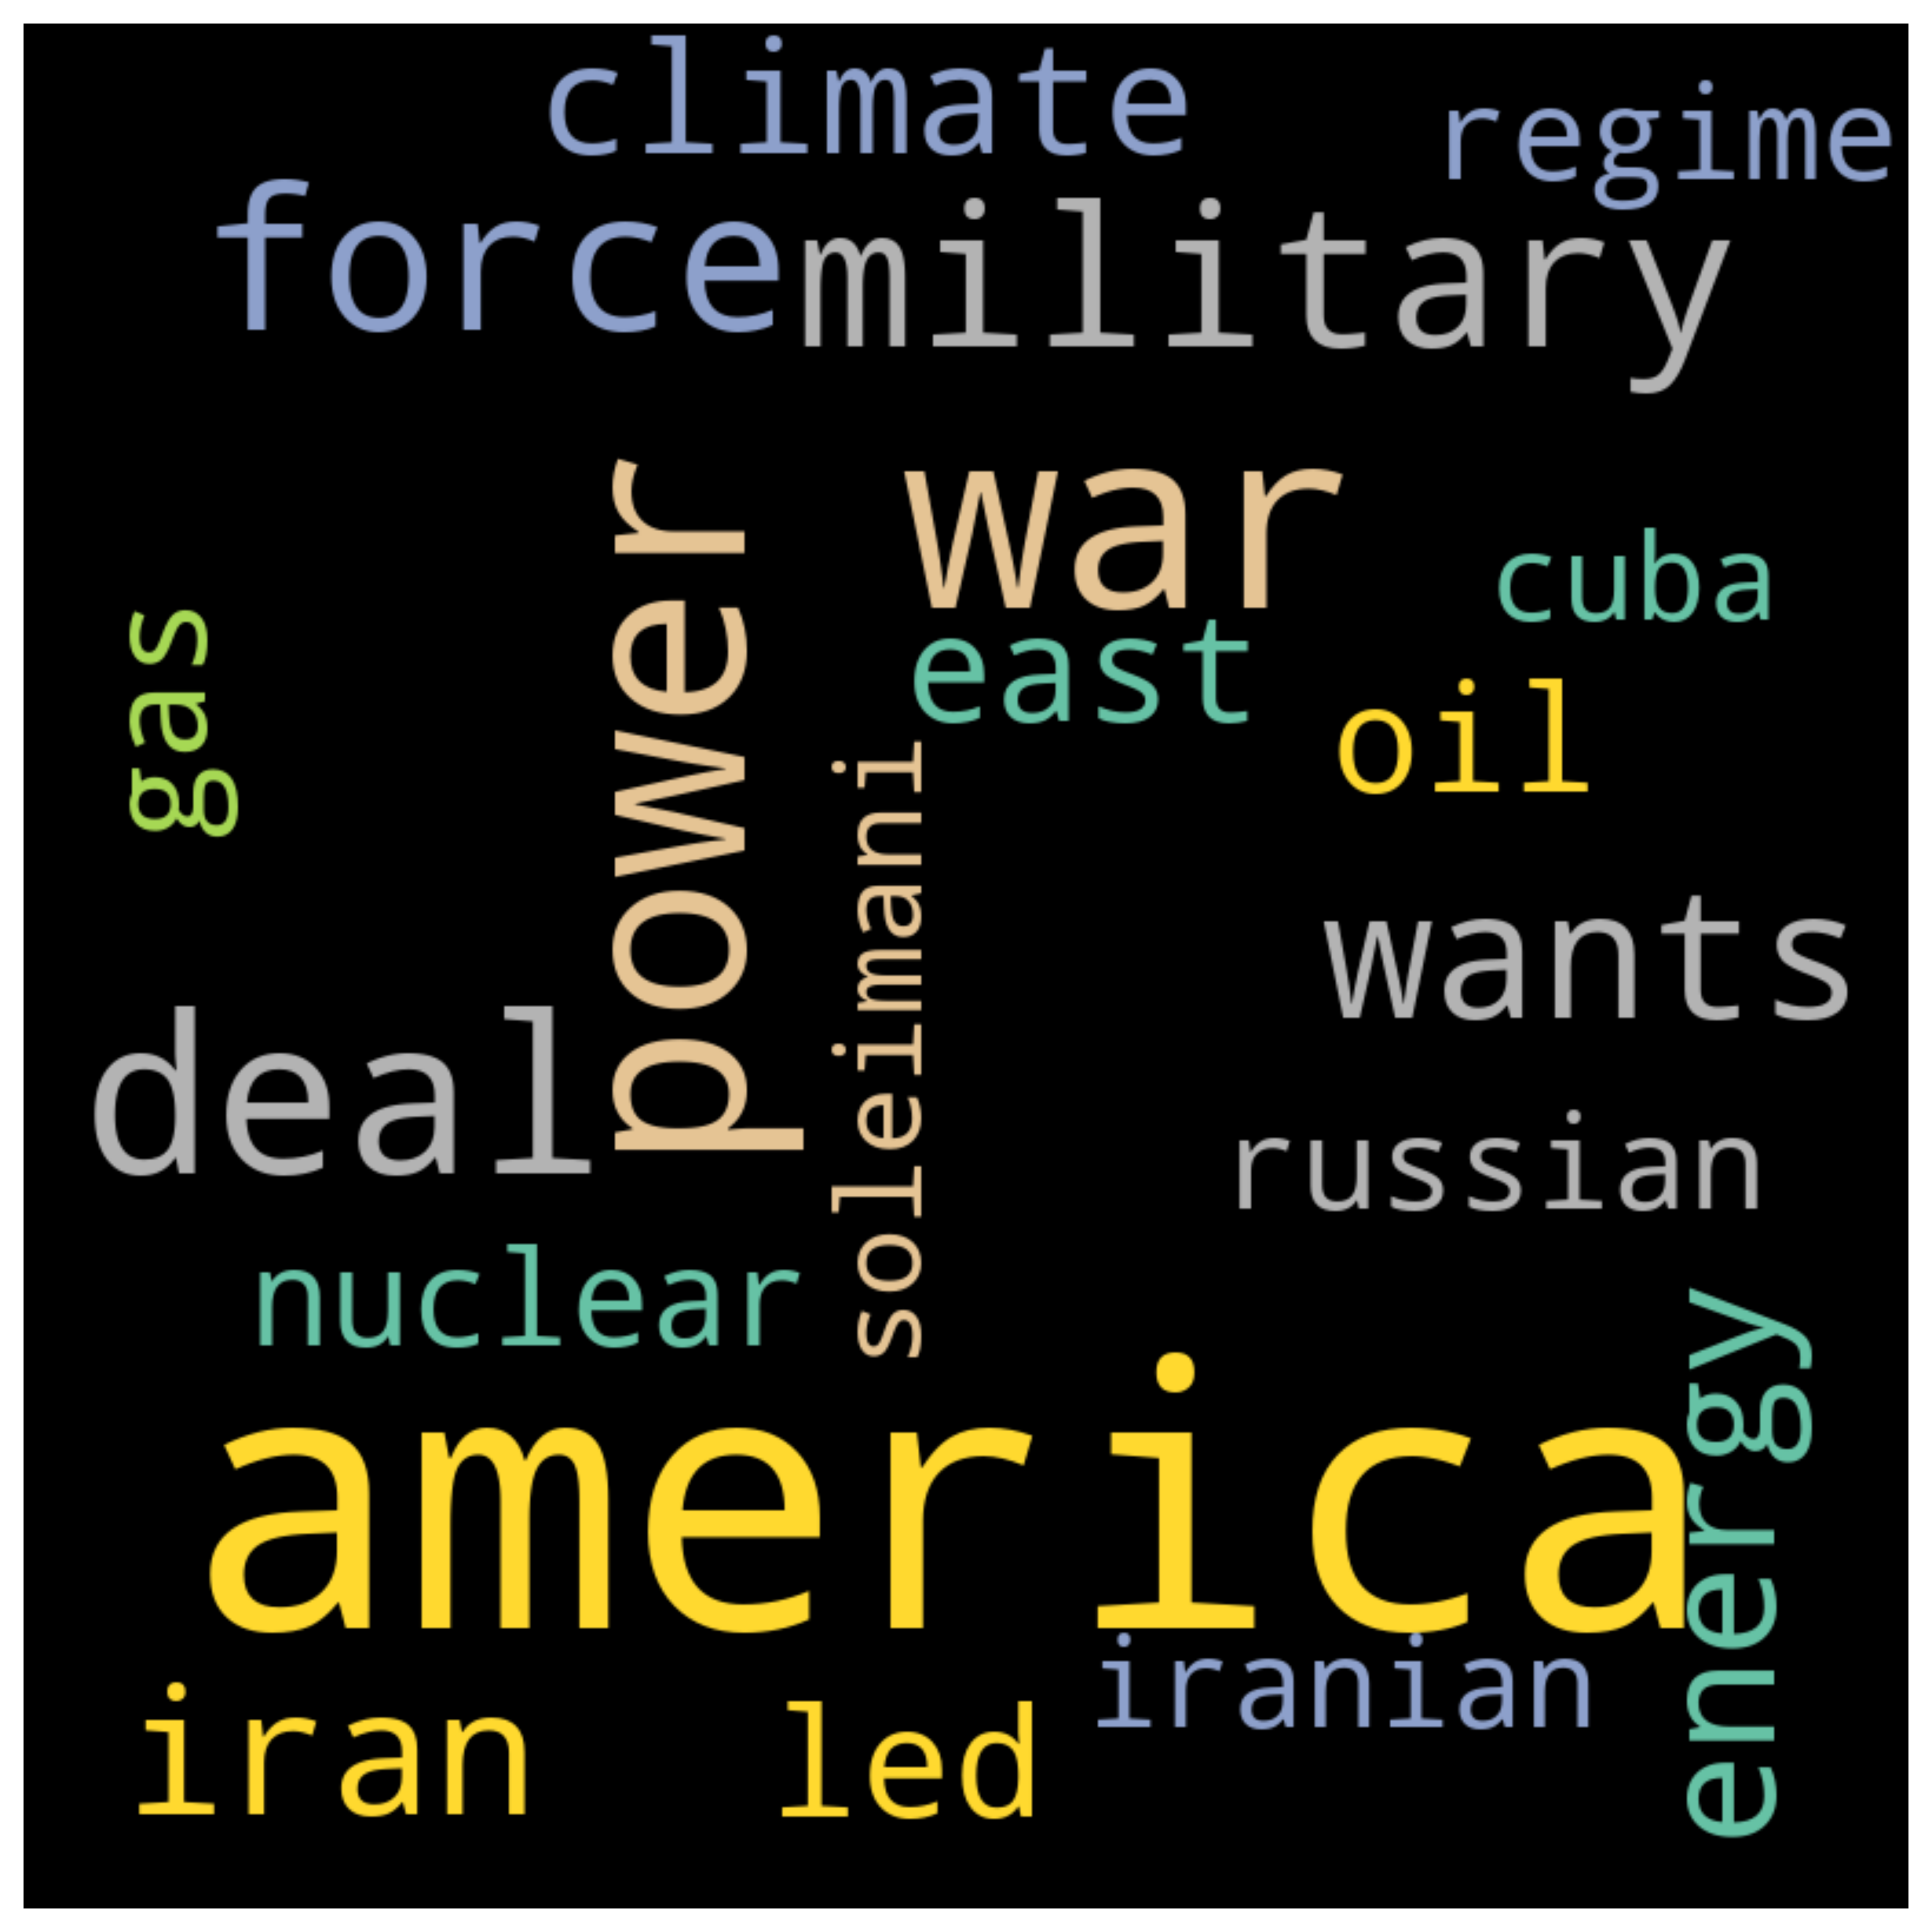 climate
regime
force
military
war
power
cuba
gas
east
oil
soleimani
wants
deal
russian
nuclear
energy
america
iranian
iran
led